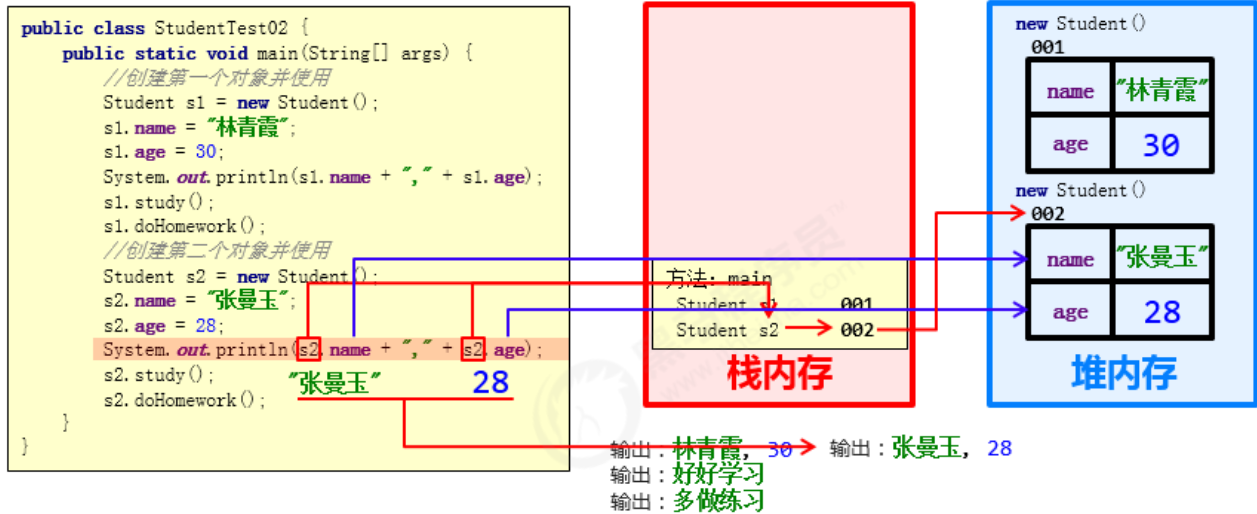 public class StudentTest02 {
public static void main(String[] args) {
//创建第一个对象并使用
Student s1 = new Student();
s1.name = "林青霞";
s1.age = 30;
System.out.println(s1.name + "," + s1.age);
s1.study();
s1.doHomework();
//创建第二个对象并使用
Student s2 = new Student();
s2.name = "张曼玉";
s2.age = 28;
System.out.println(s2.name + "," + s2.age);
s2.study();
"张曼玉" 28
s2.doHomework();
}
}
方法: main
Student s1 001
Student s2 002
栈内存
new Student()
001
name "林青霞"
age 30
new Student()
002
name "张曼玉"
age 28
堆内存
输出：林青霞, 30
输出：好好学习
输出：多做练习
输出：张曼玉, 28